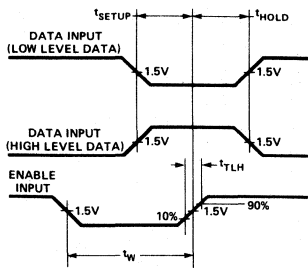 tSETUP
tHOLD
DATA INPUT
(LOW LEVEL DATA)
1.5V
1.5V
DATA INPUT
(HIGH LEVEL DATA)
1.5V
1.5V
tTLH
ENABLE
INPUT
1.5V
10%
1.5V
90%
tW